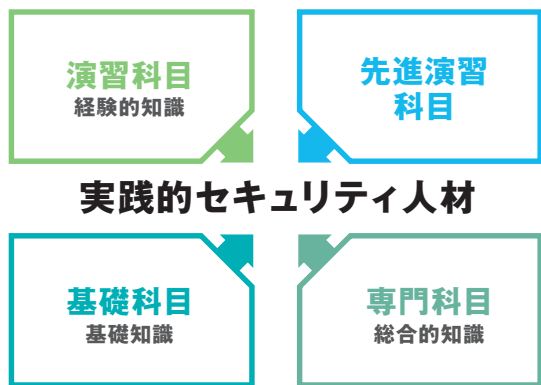 演習科目
経験的知識
先進演習
科目
実践的セキュリティ人材
基礎科目
基礎知識
専門科目
総合的知識